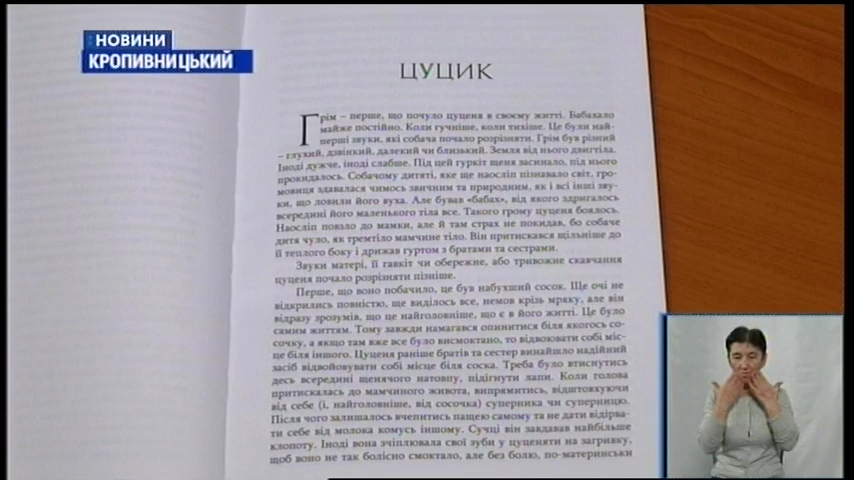 НОВИНИ
КРОПИВНИЦЬКИЙ
ЦУЦИК
Грім – перше, що почуло цуценя в своєму житті. Бабахало
майже постійно. Коли гучніше, коли тихіше. Це були най-
перші звуки, які собача почало розрізняти. Грім був різний
– глухий, дзвінкий, далекий чи близький. Земля від нього двигтіла.
Іноді дужче, іноді слабше. Під цей гуркіт щеня засинало, під нього
прокидалось. Собачому дитяті, яке ще наосліп пізнавало світ, гро-
мовиця здавалася чимось звичним та природним, як і всі інші зву-
ки, що ловили його вуха. Але бував «бабах», від якого здригалось
всередині його маленького тіла все. Такого грому цуценя боялось.
Наосліп повзло до мамки, але й там страх не покидав, бо собаче
дитя чуло, як тремтіло мамчине тіло. Він притискався щільніше до
її теплого боку і дрижав гуртом з братами та сестрами.
Звуки матері, її гавкіт чи обережне, або тривожне скавчання
цуценя почало розрізняти пізніше.
Перше, що воно побачило, це був набухший сосок. Ще очі не
відкрились повністю, ще виділось все, немов крізь мряку, але він
відразу зрозумів, що це найголовніше, що є в його житті. Це було
самим життям. Тому завжди намагався опинитися біля якогось со-
сочку, а якщо там вже все було висмоктано, то відвоювати собі міс-
це біля іншого. Цуценя раніше братів та сестер винайшло надійний
засіб відвойовувати собі місце біля соска. Треба було втиснутись
десь всередині щенячого натовпу, підігнути лапи. Коли голова
притискалась до мамчиного живота, випрямитись, відштовхуючи
від себе (і, найголовніше, від сосочка) суперника чи суперницю.
Після чого залишалось вчепитись пащею самому та не дати відірва-
ти себе від молока комусь іншому. Сучці він завдавав найбільше
клопоту. Іноді вона зчіплювала свої зуби у цуценяти на загривку,
щоб воно не так болісно смоктало, але без болю, по-материнськи